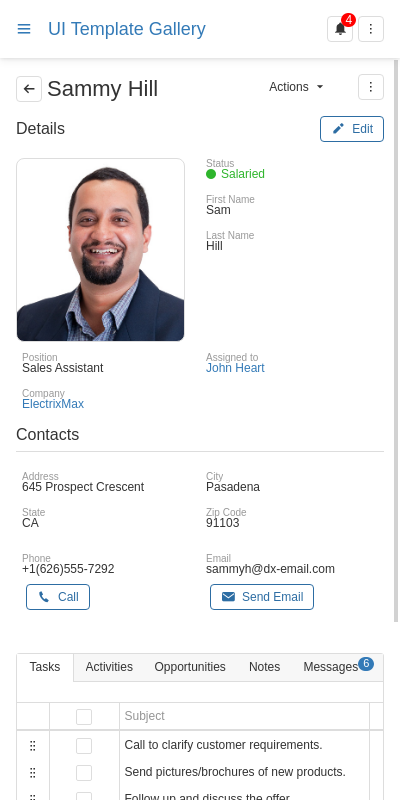 UI Template Gallery
4
Sammy Hill
Actions
Details
Edit
Status
Salaried
First Name
Sam
Last Name
Hill
Position
Sales Assistant
Assigned to
John Heart
Company
ElectrixMax
Contacts
Address
645 Prospect Crescent
City
Pasadena
State
CA
Zip Code
91103
Phone
+1(626)555-7292
Email
sammyh@dx-email.com
Call
Send Email
Tasks Activities Opportunities Notes Messages 6
Subject
Call to clarify customer requirements.
Send pictures/brochures of new products.
Follow up and discuss the offer.